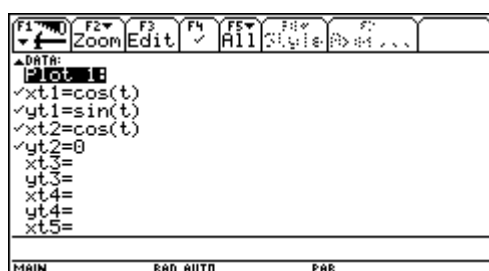 F1 F2 Zoom F3 Edit F4 ✓ F5 All Style
▲DATA:
Plot 1:
✓xt1=cos(t)
✓yt1=sin(t)
✓xt2=cos(t)
✓yt2=0
xt3=
yt3=
xt4=
yt4=
xt5=
MAIN RAD AUTO PAR